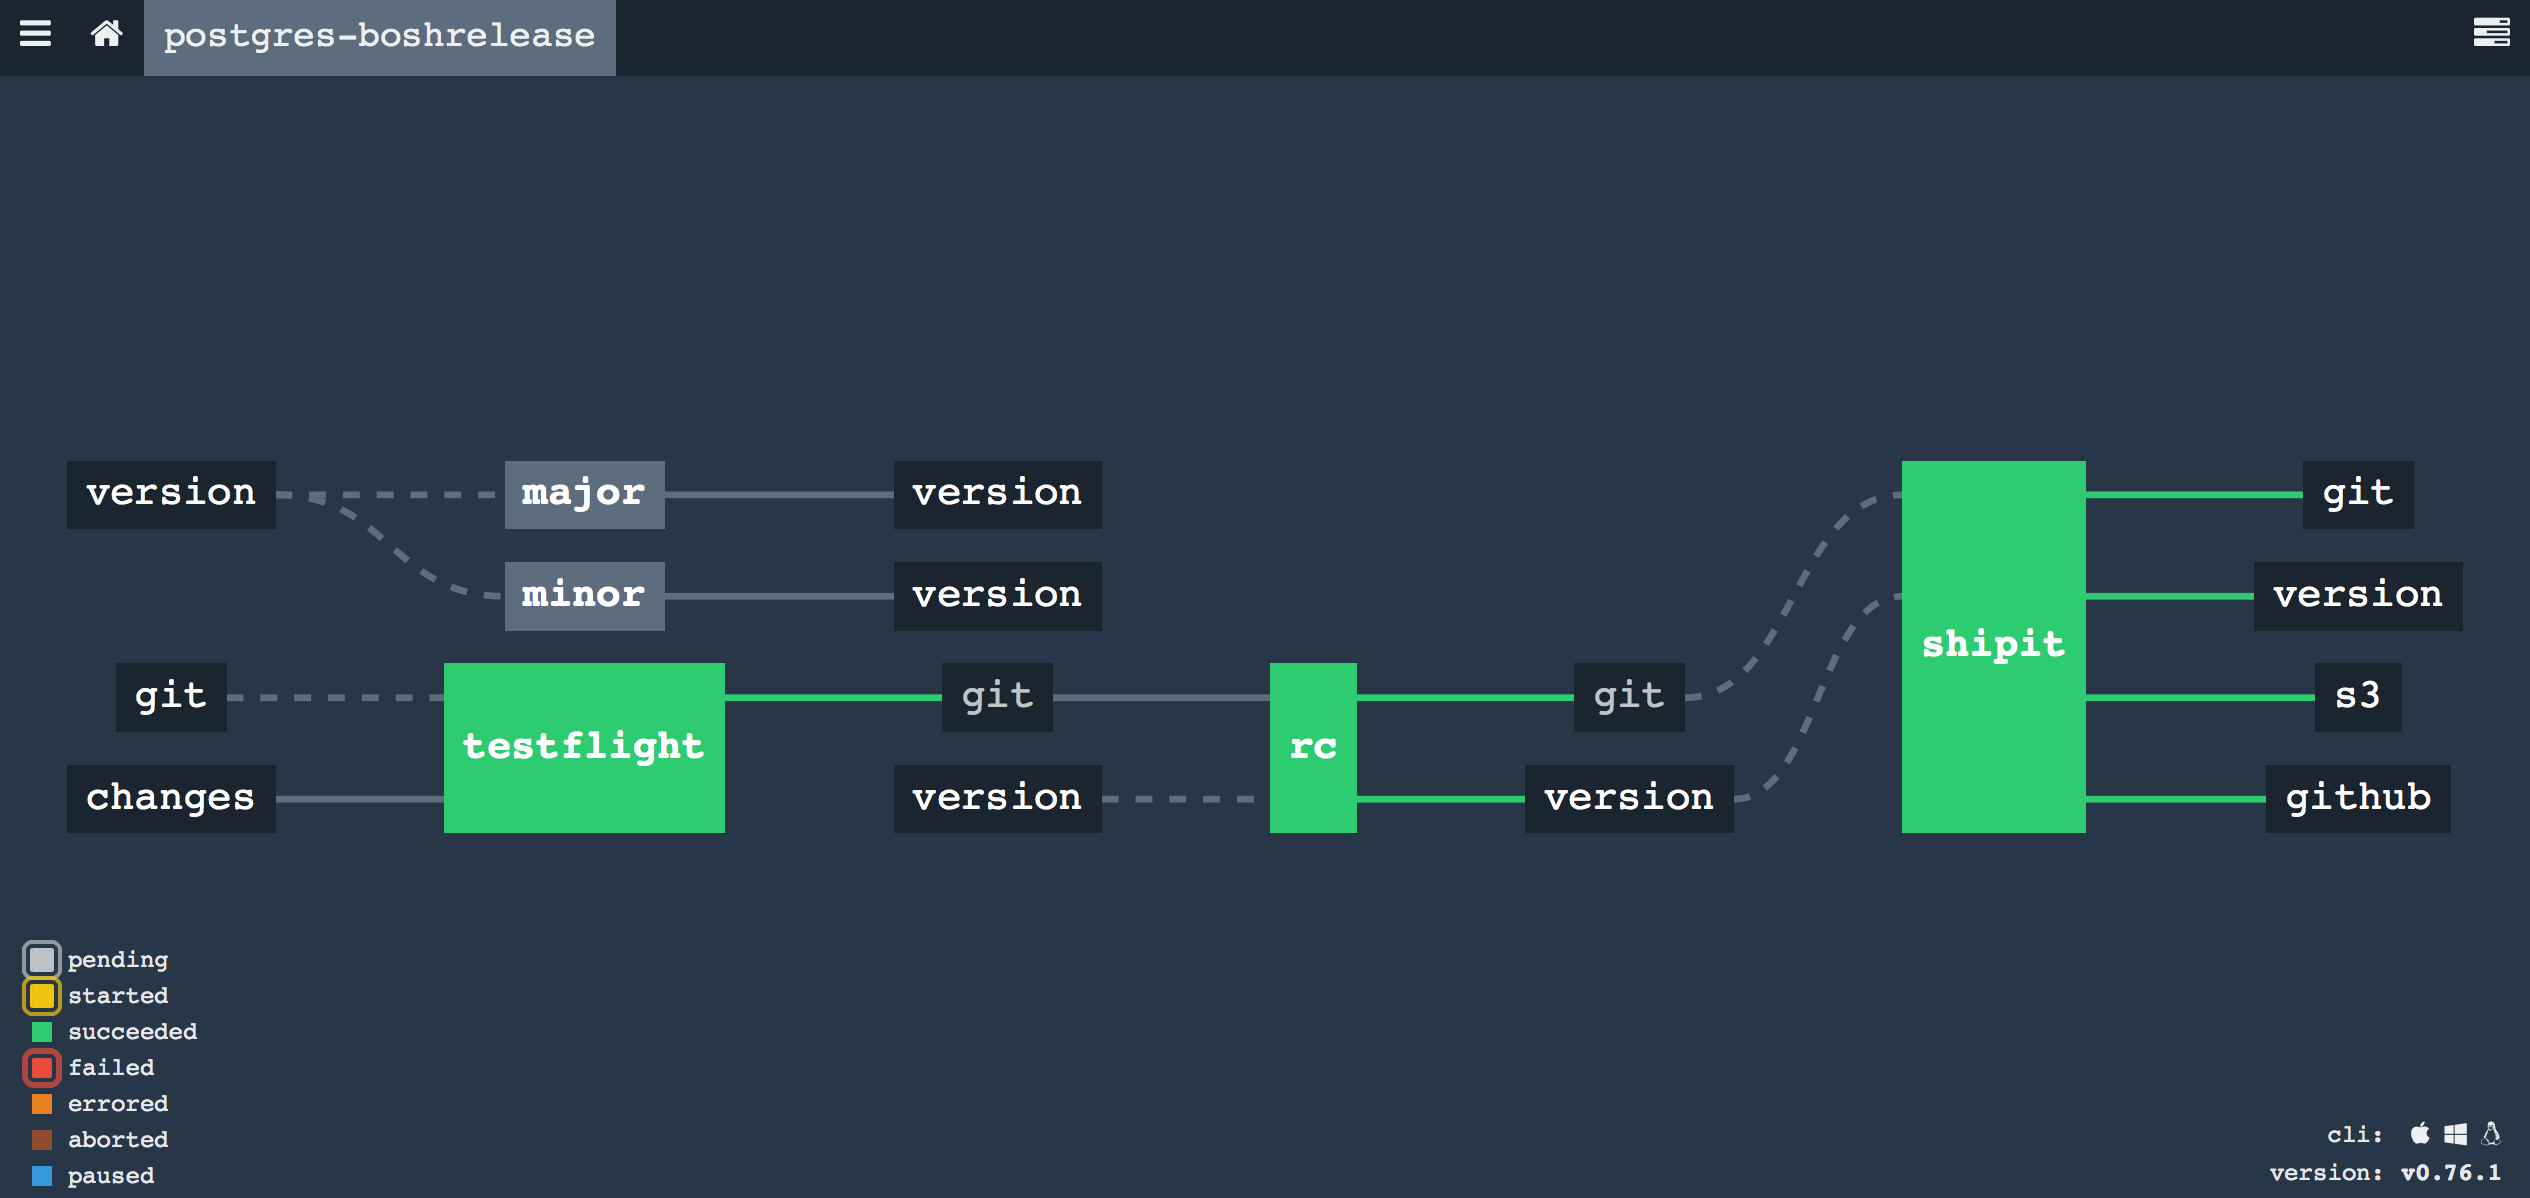 postgres-boshrelease
version major version git
minor version version
shipit
git git git s3
testflight rc
changes version version github
pending
started
succeeded
failed
errored
aborted
paused
cli:
version: v0.76.1